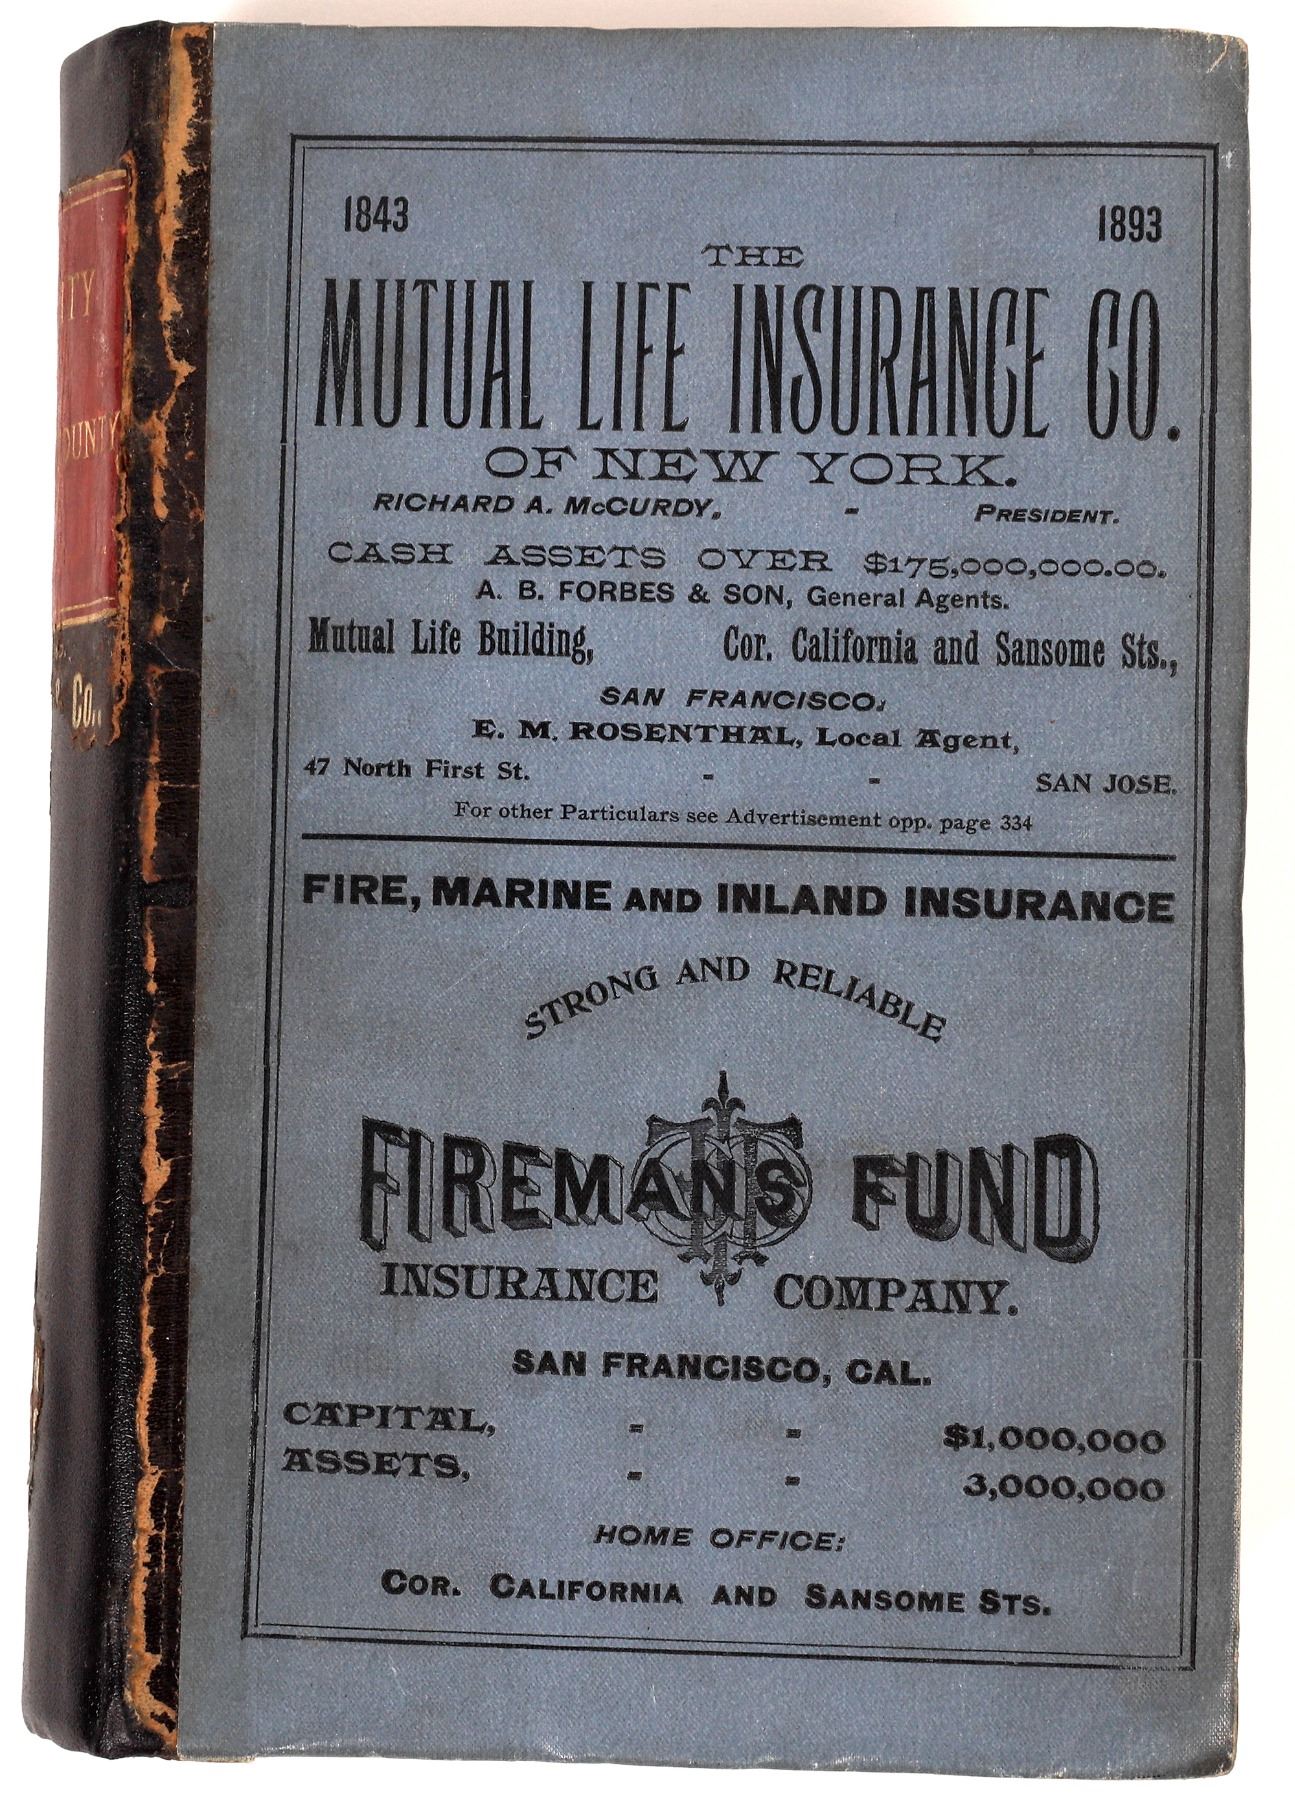 1843 1893
THE
MUTUAL LIFE INSURANCE CO.
OF NEW YORK.
RICHARD A. McCURDY, - PRESIDENT.
CASH ASSETS OVER $175,000,000.00.
A. B. FORBES & SON, General Agents.
Mutual Life Building, Cor. California and Sansome Sts.,
SAN FRANCISCO:
E. M. ROSENTHAL, Local Agent,
47 North First St. - - SAN JOSE.
For other Particulars see Advertisement opp. page 334
FIRE, MARINE AND INLAND INSURANCE
STRONG AND RELIABLE
FIREMANS FUND
INSURANCE COMPANY.
SAN FRANCISCO, CAL.
CAPITAL, - - $1,000,000
ASSETS, - - 3,000,000
HOME OFFICE:
COR. CALIFORNIA AND SANSOME STS.
TY
OUNTY
Co.,